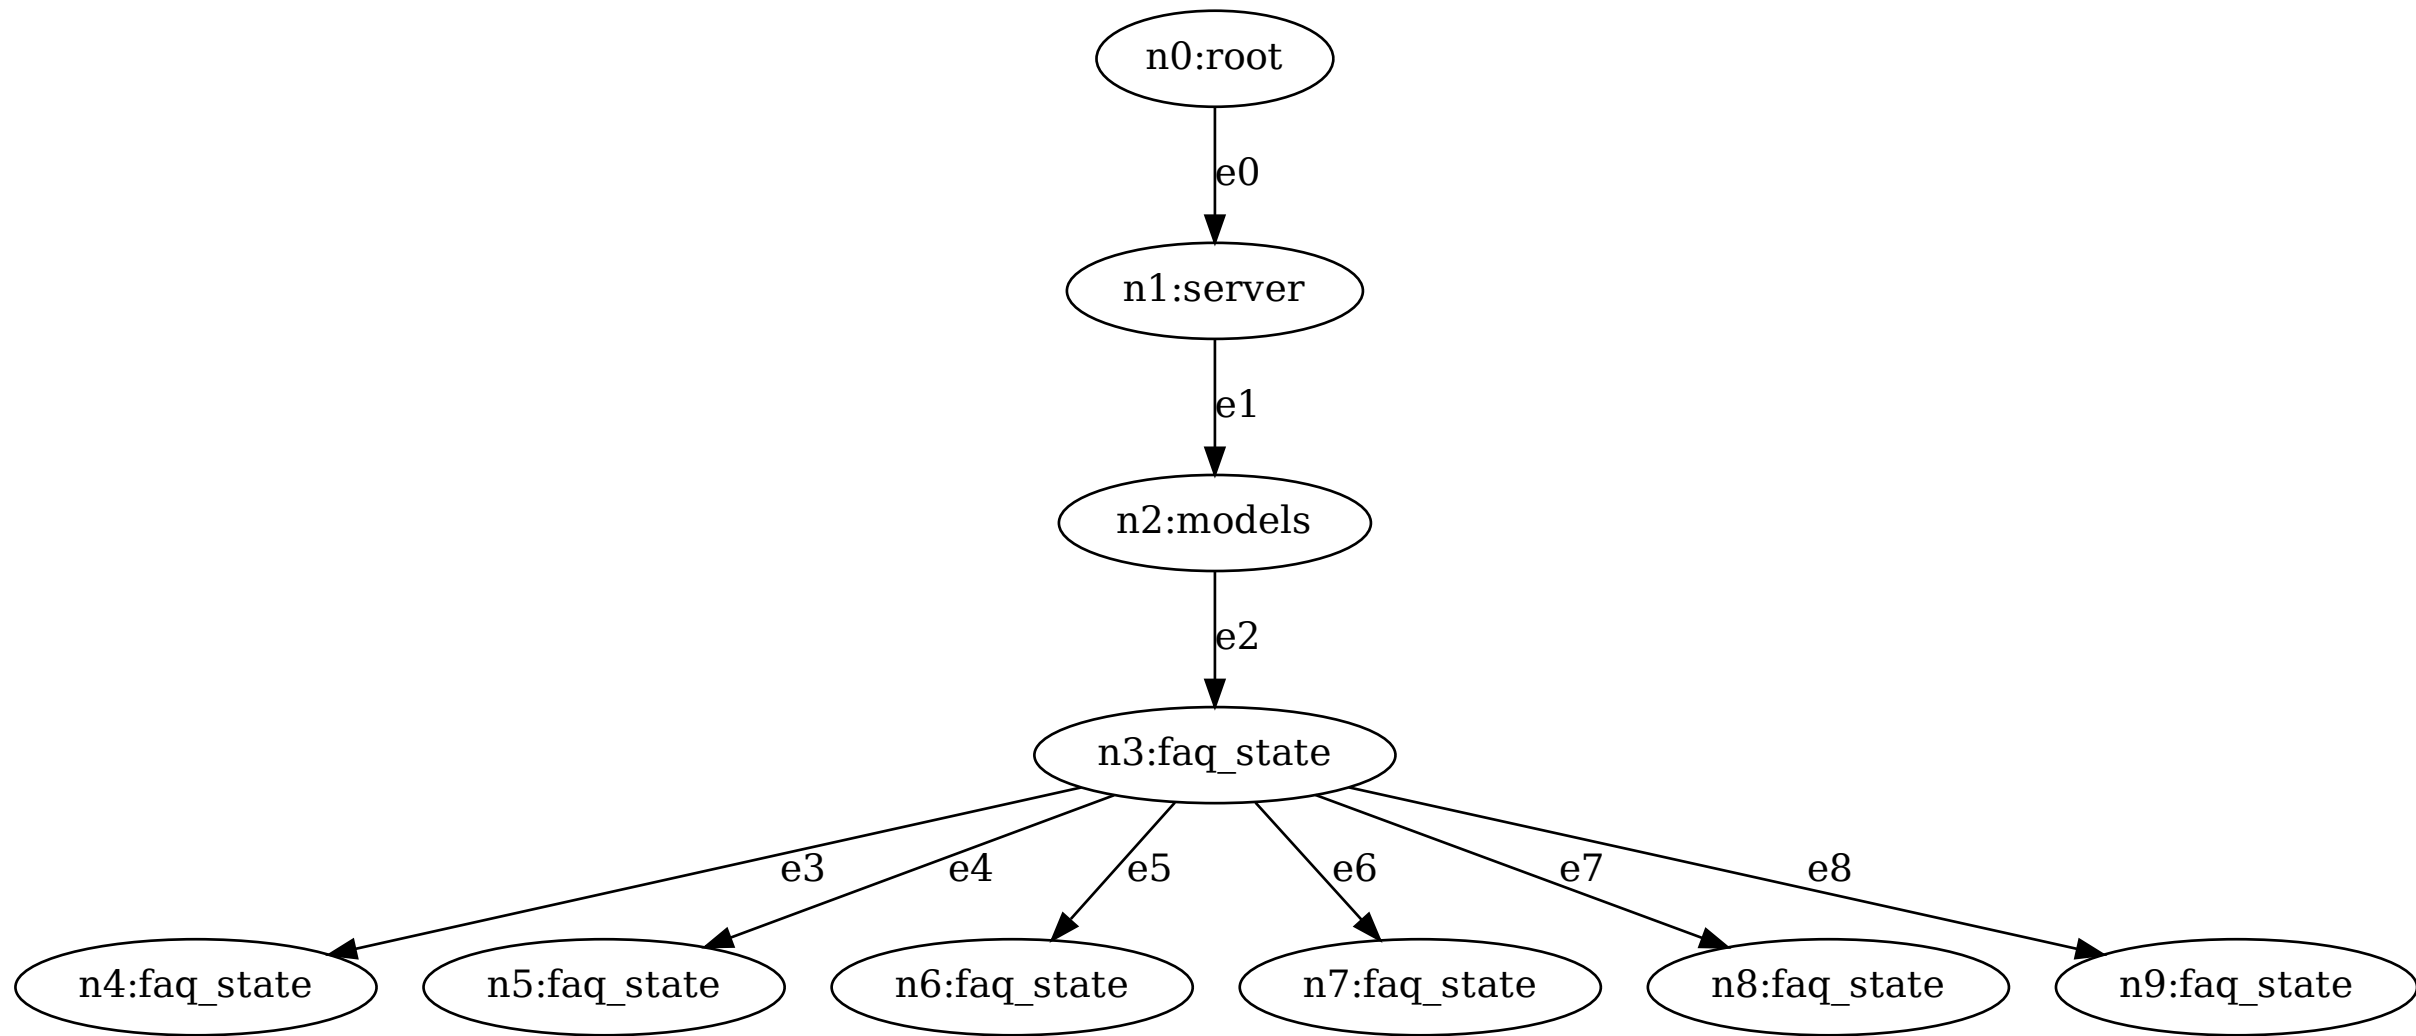 n0:root
e0
n1:server
e1
n2:models
e2
n3:faq_state
e3 e4 e5 e6 e7 e8
n4:faq_state n5:faq_state n6:faq_state n7:faq_state n8:faq_state n9:faq_state